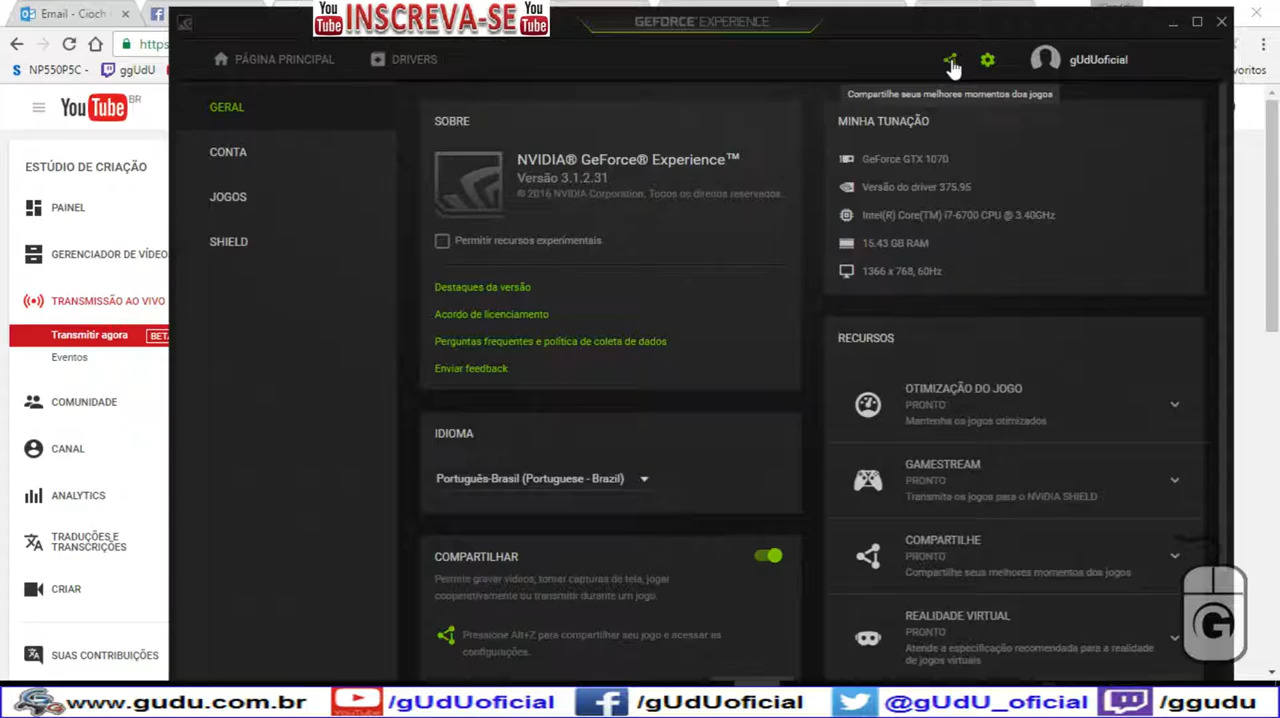 Email - Cioch
You Tube INSCREVA-SE You Tube
GEFORCE EXPERIENCE
https
NP550P5C -
ggUdU
voritos
PÁGINA PRINCIPAL
DRIVERS
gUdUoficial
Compartilhe seus melhores momentos dos jogos
YouTube BR
ESTÚDIO DE CRIAÇÃO
PAINEL
GERENCIADOR DE VÍDEO
TRANSMISSÃO AO VIVO
Transmitir agora
BET
Eventos
COMUNIDADE
CANAL
ANALYTICS
TRADUÇÕES E
TRANSCRIÇÕES
CRIAR
SUAS CONTRIBUIÇÕES
GERAL
CONTA
JOGOS
SHIELD
SOBRE
NVIDIA® GeForce® Experience™
Versão 3.1.2.31
© 2016 NVIDIA Corporation. Todos os direitos reservados.
Permitir recursos experimentais
Destaques da versão
Acordo de licenciamento
Perguntas frequentes e política de coleta de dados
Enviar feedback
IDIOMA
Português-Brasil (Portuguese - Brazil)
COMPARTILHAR
Permite gravar vídeos, tomar capturas de tela, jogar
cooperativamente ou transmitir durante um jogo.
Pressione Alt+Z para compartilhar seu jogo e acessar as
configurações.
MINHA TUNAÇÃO
GeForce GTX 1070
Versão do driver 375.95
Intel(R) Core(TM) i7-6700 CPU @ 3.40GHz
15.43 GB RAM
1366 x 768, 60Hz
RECURSOS
OTIMIZAÇÃO DO JOGO
PRONTO
Mantenha os jogos otimizados
GAMESTREAM
PRONTO
Transmita os jogos para o NVIDIA SHIELD
COMPARTILHE
PRONTO
Compartilhe seus melhores momentos dos jogos
REALIDADE VIRTUAL
PRONTO
Atende a especificação recomendada para a realidade
de jogos virtuais
G
www.gudu.com.br
/gUdUoficial
/gUdUoficial
@gUdU_oficial
/ggudu